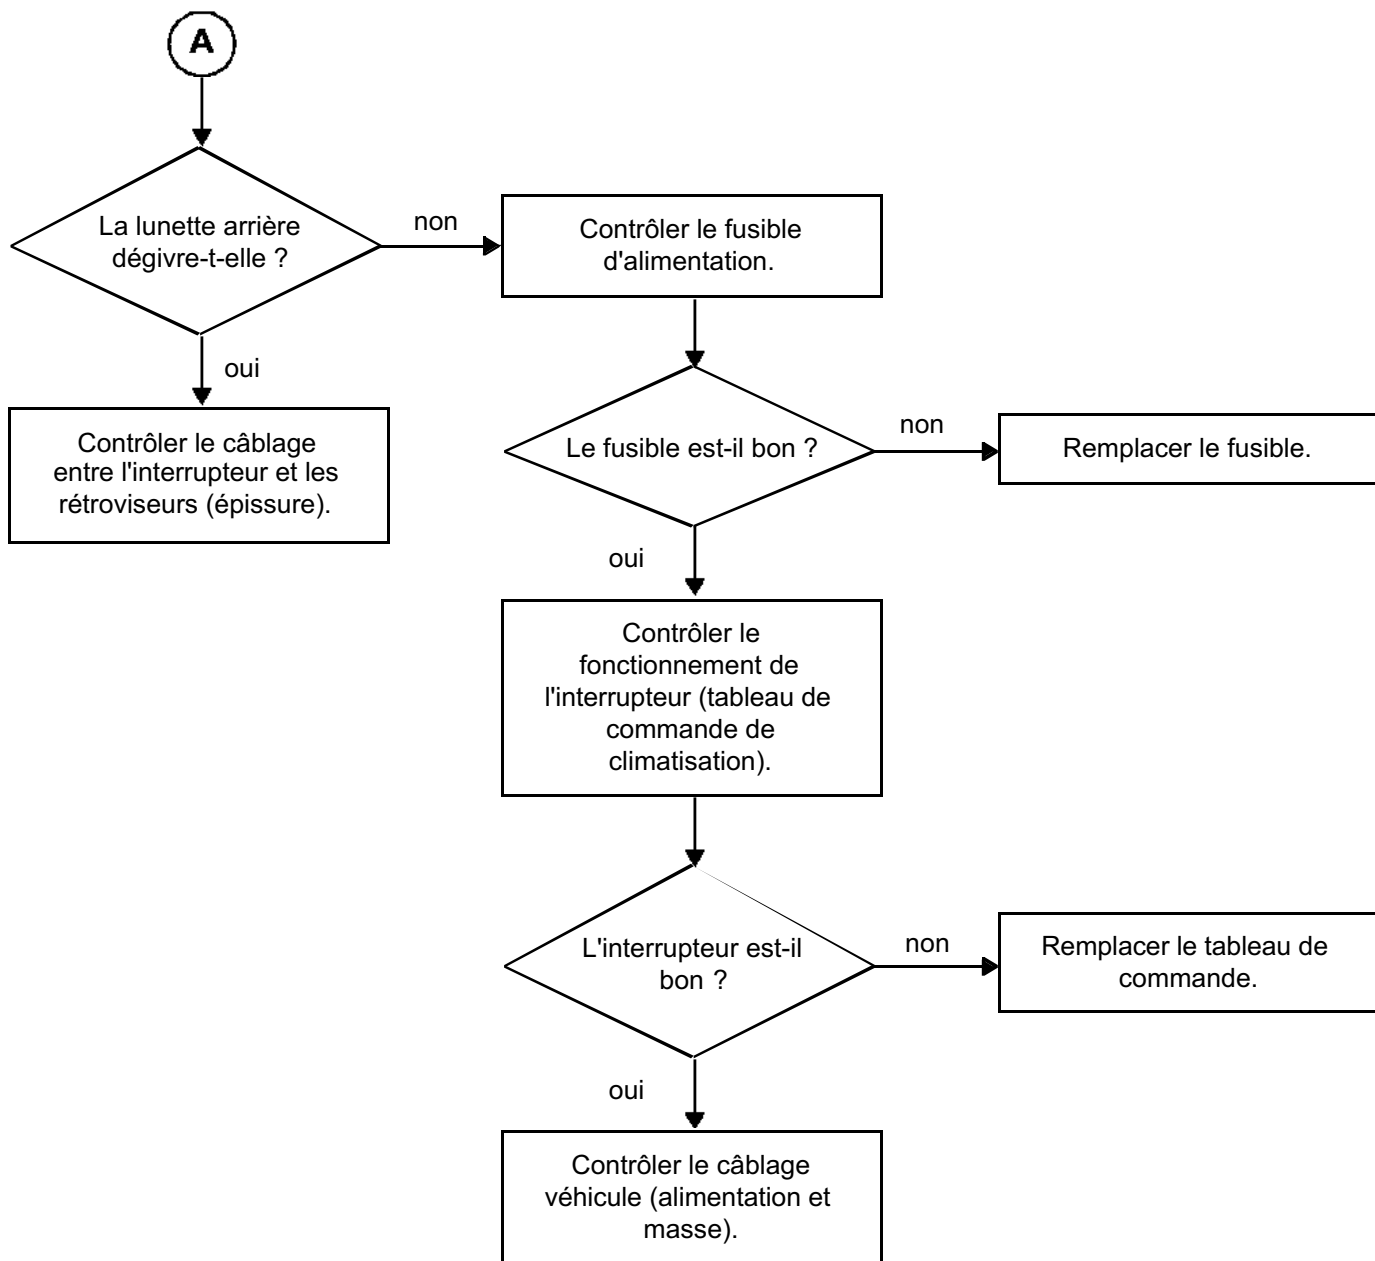 A
La lunette arrière
dégivre-t-elle ?
non
Contrôler le fusible
d'alimentation.
oui
Contrôler le câblage
entre l'interrupteur et les
rétroviseurs (épissure).
Le fusible est-il bon ?
non
Remplacer le fusible.
oui
Contrôler le
fonctionnement de
l'interrupteur (tableau de
commande de
climatisation).
L'interrupteur est-il
bon ?
non
Remplacer le tableau de
commande.
oui
Contrôler le câblage
véhicule (alimentation et
masse).